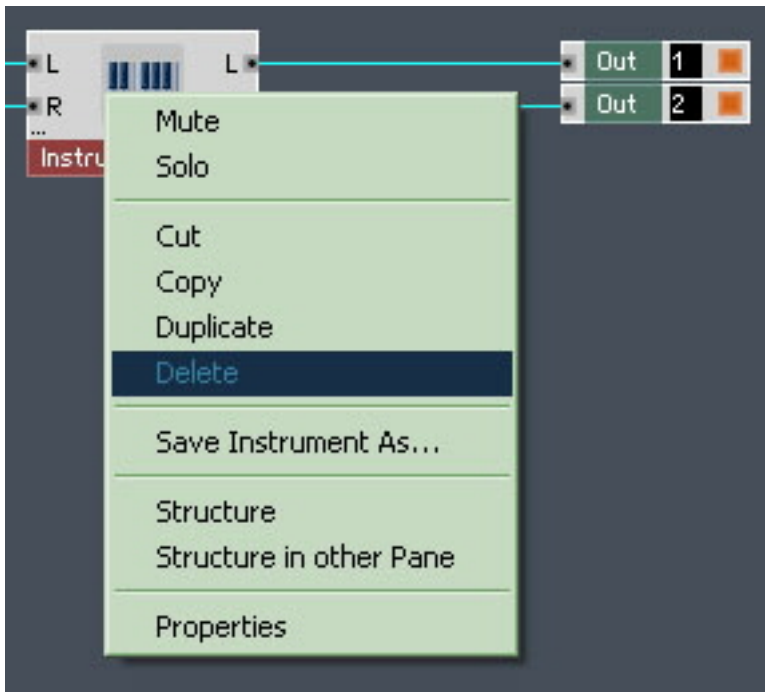 L L Out 1
R Out 2
...
Instru
Mute
Solo
Cut
Copy
Duplicate
Delete
Save Instrument As...
Structure
Structure in other Pane
Properties